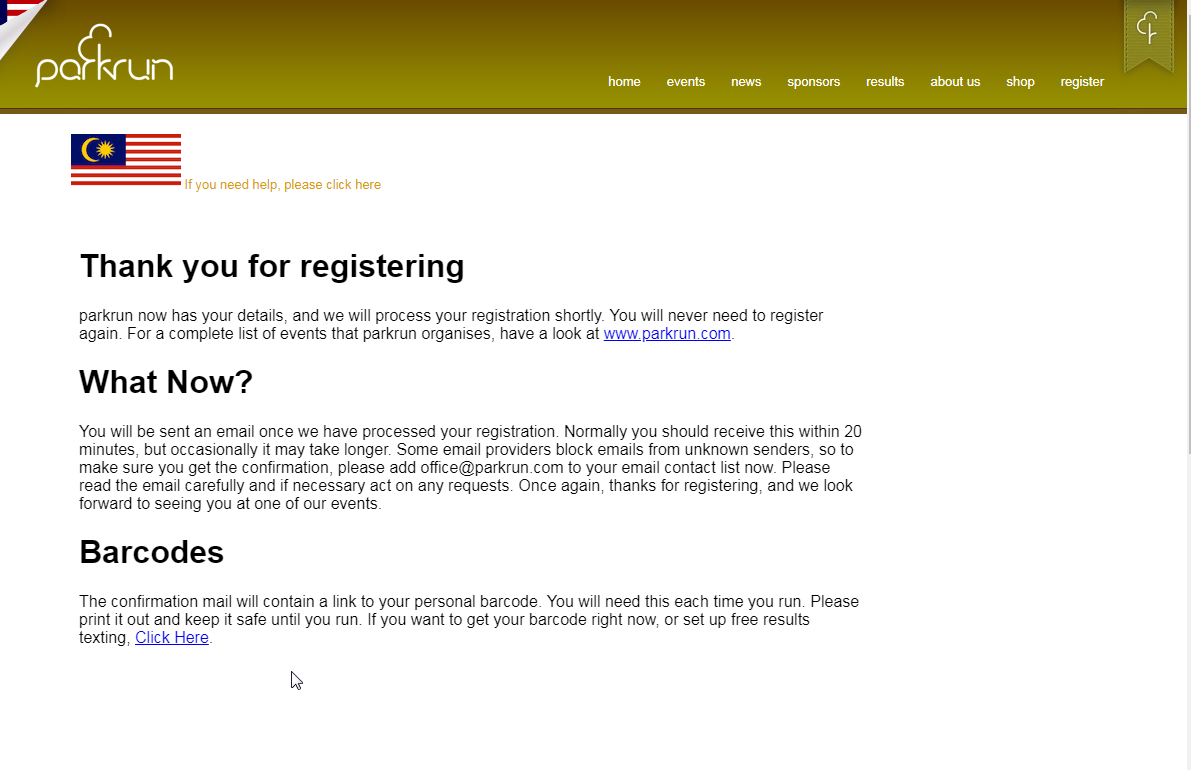 parkrun
home events news sponsors results about us shop register
If you need help, please click here
Thank you for registering
parkrun now has your details, and we will process your registration shortly. You will never need to register
again. For a complete list of events that parkrun organises, have a look at www.parkrun.com.
What Now?
You will be sent an email once we have processed your registration. Normally you should receive this within 20
minutes, but occasionally it may take longer. Some email providers block emails from unknown senders, so to
make sure you get the confirmation, please add office@parkrun.com to your email contact list now. Please
read the email carefully and if necessary act on any requests. Once again, thanks for registering, and we look
forward to seeing you at one of our events.
Barcodes
The confirmation mail will contain a link to your personal barcode. You will need this each time you run. Please
print it out and keep it safe until you run. If you want to get your barcode right now, or set up free results
texting, Click Here.